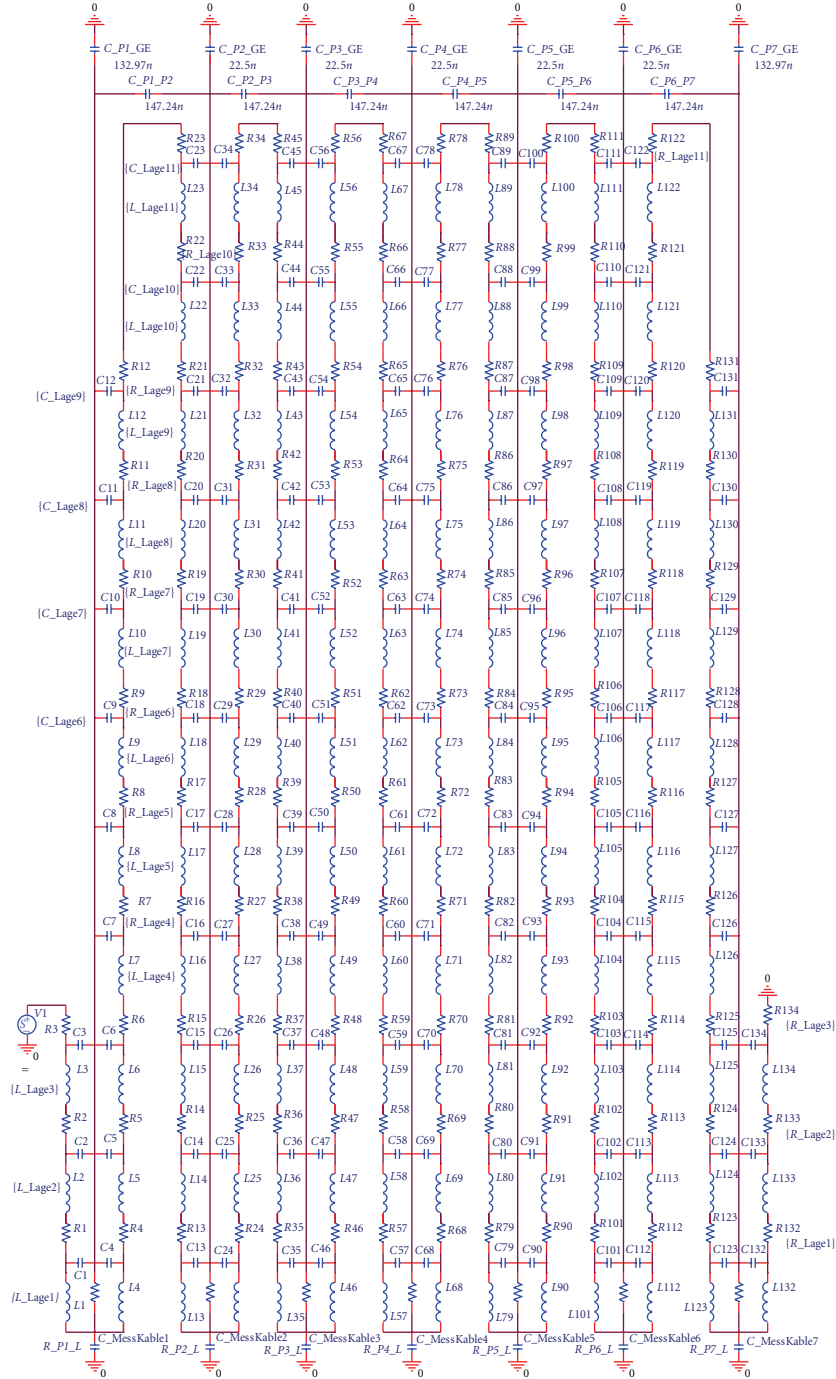 0 0 0 0 0 0 0
C_P1_GE C_P2_GE C_P3_GE C_P4_GE C_P5_GE C_P6_GE C_P7_GE
132.97n 22.5n 22.5n 22.5n 22.5n 22.5n 132.97n
C_P1_P2 C_P2_P3 C_P3_P4 C_P4_P5 C_P5_P6 C_P6_P7
147.24n 147.24n 147.24n 147.24n 147.24n 147.24n
R23 R34 R45 R56 R67 R78 R89 R100 R111 R122
C23 C34 C45 C56 C67 C78 C89 C100 C111 C122 {R_Lage11}
{C_Lage11}
L23 L34 L45 L56 L67 L78 L89 L100 L111 L122
{L_Lage11}
R22 R33 R44 R55 R66 R77 R88 R99 R110 R121
{R_Lage10}
C22 C33 C44 C55 C66 C77 C88 C99 C110 C121
{C_Lage10}
L22 L33 L44 L55 L66 L77 L88 L99 L110 L121
{L_Lage10}
R12 R21 R32 R43 R54 R65 R76 R87 R98 R109 R120 R131
C12 C21 C32 C43 C54 C65 C76 C87 C98 C109 C120 C131
{C_Lage9} {R_Lage9}
L12 L21 L32 L43 L54 L65 L76 L87 L98 L109 L120 L131
{L_Lage9}
R11 R20 R31 R42 R53 R64 R75 R86 R97 R108 R119 R130
{R_Lage8}
C11 C20 C31 C42 C53 C64 C75 C86 C97 C108 C119 C130
{C_Lage8}
L11 L20 L31 L42 L53 L64 L75 L86 L97 L108 L119 L130
{L_Lage8}
R10 R19 R30 R41 R52 R63 R74 R85 R96 R107 R118 R129
{R_Lage7}
C10 C19 C30 C41 C52 C63 C74 C85 C96 C107 C118 C129
{C_Lage7}
L10 L19 L30 L41 L52 L63 L74 L85 L96 L107 L118 L129
{L_Lage7}
R9 R18 R29 R40 R51 R62 R73 R84 R95 R106 R117 R128
{R_Lage6}
C9 C18 C29 C40 C51 C62 C73 C84 C95 C106 C117 C128
{C_Lage6}
L9 L18 L29 L40 L51 L62 L73 L84 L95 L106 L117 L128
{L_Lage6}
R8 R17 R28 R39 R50 R61 R72 R83 R94 R105 R116 R127
{R_Lage5}
C8 C17 C28 C39 C50 C61 C72 C83 C94 C105 C116 C127
L8 L17 L28 L39 L50 L61 L72 L83 L94 L105 L116 L127
{L_Lage5}
R7 R16 R27 R38 R49 R60 R71 R82 R93 R104 R115 R126
{R_Lage4}
C7 C16 C27 C38 C49 C60 C71 C82 C93 C104 C115 C126
L7 L16 L27 L38 L49 L60 L71 L82 L93 L104 L115 L126
{L_Lage4}
0
V1 S
R3 R6 R15 R26 R37 R48 R59 R70 R81 R92 R103 R114 R125 R134
{R_Lage3}
C3 C6 C15 C26 C37 C48 C59 C70 C81 C92 C103 C114 C125 C134
0
=
L3 L6 L15 L26 L37 L48 L59 L70 L81 L92 L103 L114 L125 L134
{L_Lage3}
R2 R5 R14 R25 R36 R47 R58 R69 R80 R91 R102 R113 R124 R133
{R_Lage2}
C2 C5 C14 C25 C36 C47 C58 C69 C80 C91 C102 C113 C124 C133
L2 L5 L14 L25 L36 L47 L58 L69 L80 L91 L102 L113 L124 L133
{L_Lage2}
R1 R4 R13 R24 R35 R46 R57 R68 R79 R90 R101 R112 R123 R132
{R_Lage1}
C1 C4 C13 C24 C35 C46 C57 C68 C79 C90 C101 C112 C123 C132
{L_Lage1}
L1 L4 L13 L35 L46 L57 L68 L79 L90 L101 L112 L123 L132
C_MessKable1 C_MessKable2 C_MessKable3 C_MessKable4 C_MessKable5 C_MessKable6 C_MessKable7
R_P1_L R_P2_L R_P3_L R_P4_L R_P5_L R_P6_L R_P7_L
0 0 0 0 0 0 0